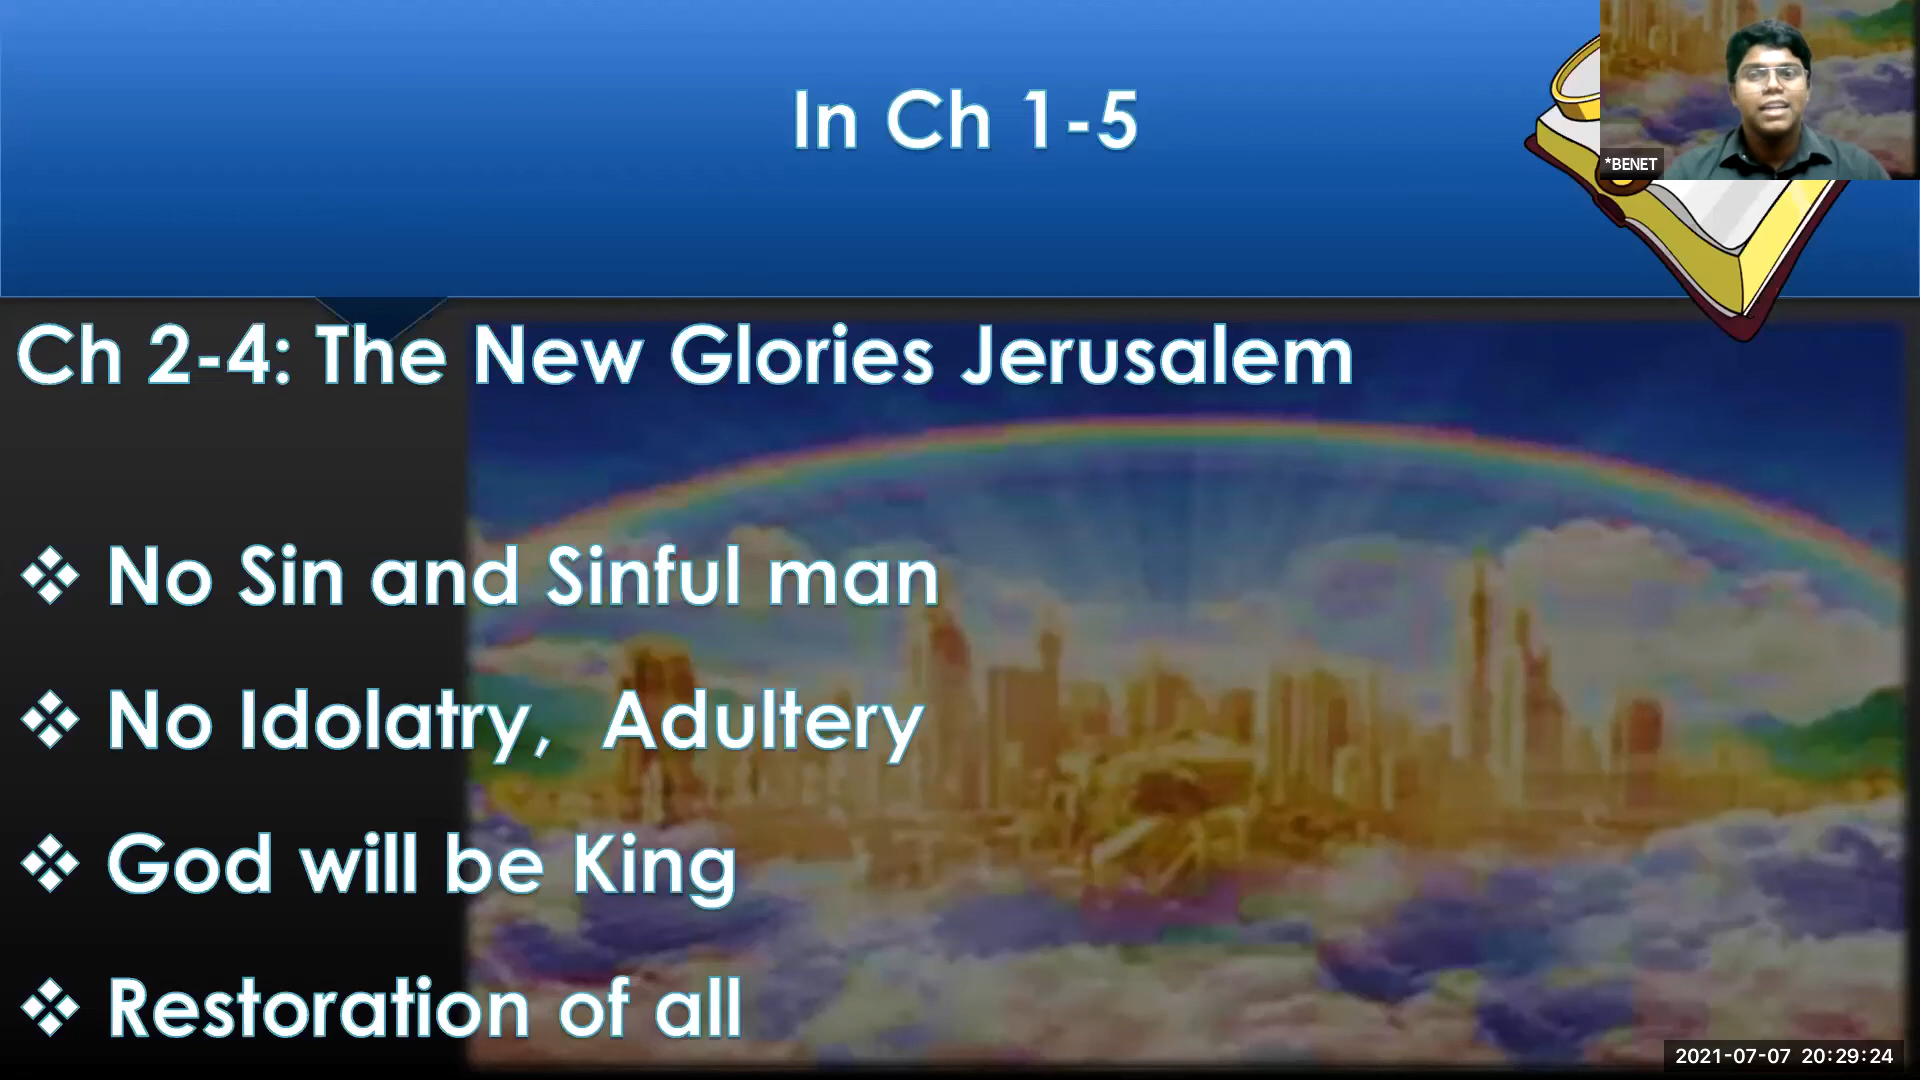 In Ch 1-5
*BENET
Ch 2-4: The New Glories Jerusalem
❖ No Sin and Sinful man
❖ No Idolatry,  Adultery
❖ God will be King
❖ Restoration of all
2021-07-07 20:29:24